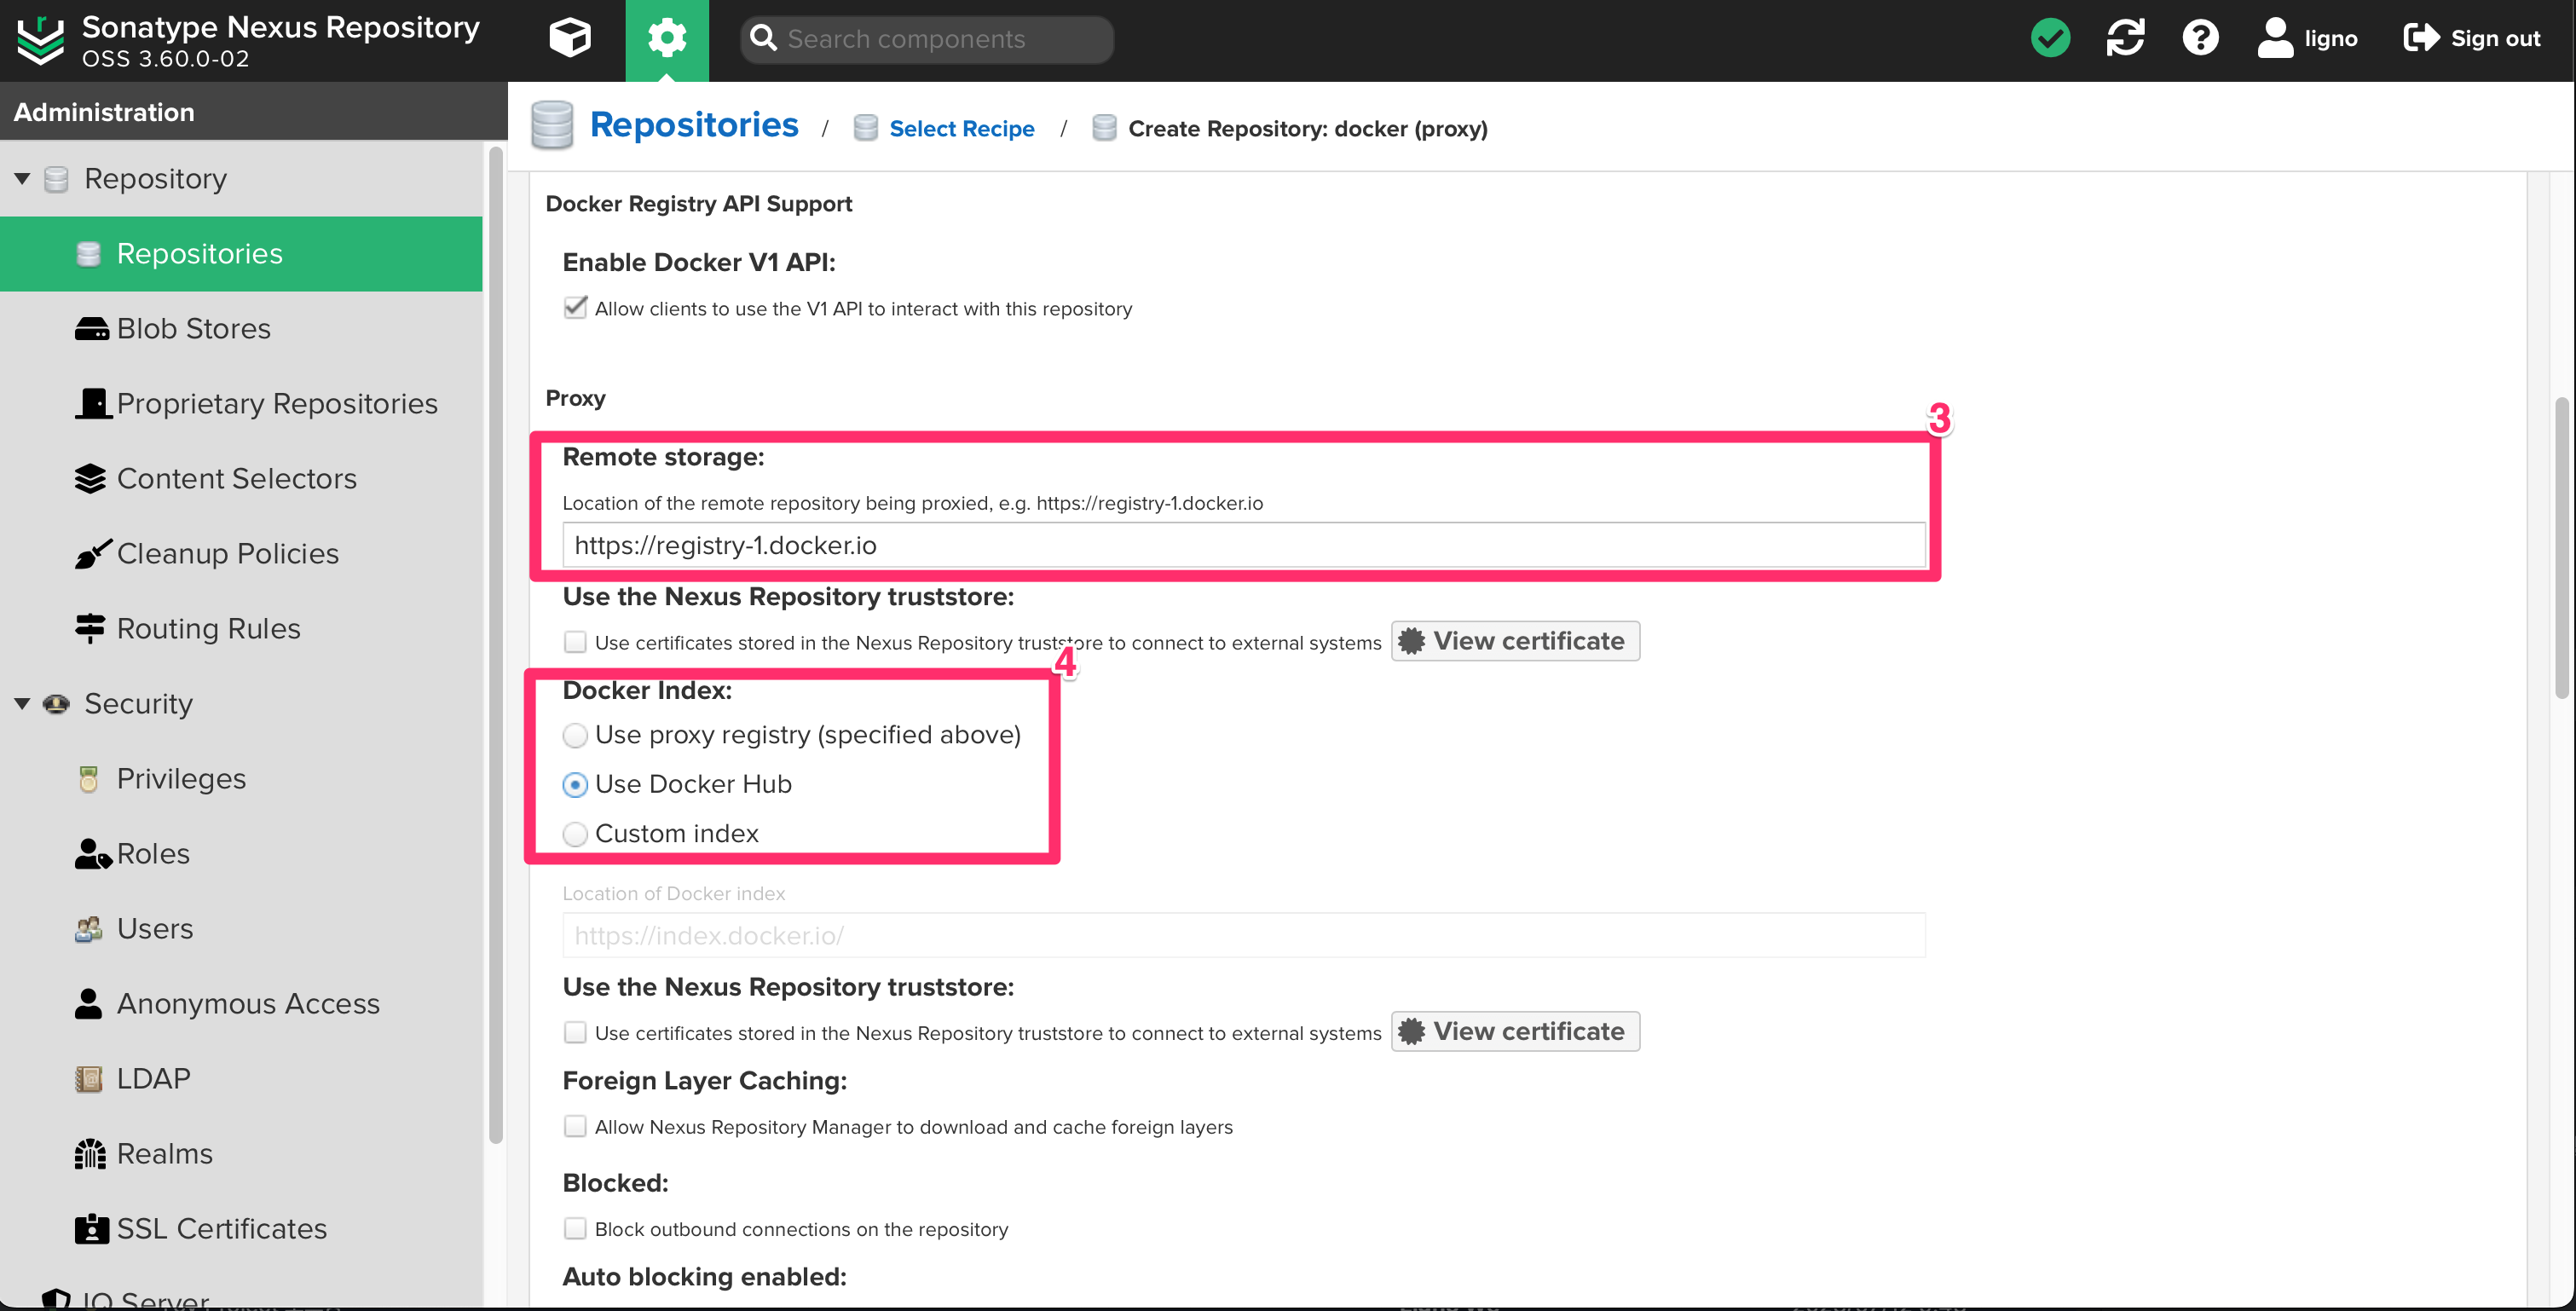 Sonatype Nexus Repository
OSS 3.60.0-02
Search components
ligno
Sign out
Administration
Repository
Repositories
Blob Stores
Proprietary Repositories
Content Selectors
Cleanup Policies
Routing Rules
Security
Privileges
Roles
Users
Anonymous Access
LDAP
Realms
SSL Certificates
IQ Server
Repositories / Select Recipe / Create Repository: docker (proxy)
Docker Registry API Support
Enable Docker V1 API:
Allow clients to use the V1 API to interact with this repository
Proxy
3
Remote storage:
Location of the remote repository being proxied, e.g. https://registry-1.docker.io
https://registry-1.docker.io
Use the Nexus Repository truststore:
Use certificates stored in the Nexus Repository truststore to connect to external systems View certificate
4
Docker Index:
Use proxy registry (specified above)
Use Docker Hub
Custom index
Location of Docker index
https://index.docker.io/
Use the Nexus Repository truststore:
Use certificates stored in the Nexus Repository truststore to connect to external systems View certificate
Foreign Layer Caching:
Allow Nexus Repository Manager to download and cache foreign layers
Blocked:
Block outbound connections on the repository
Auto blocking enabled: